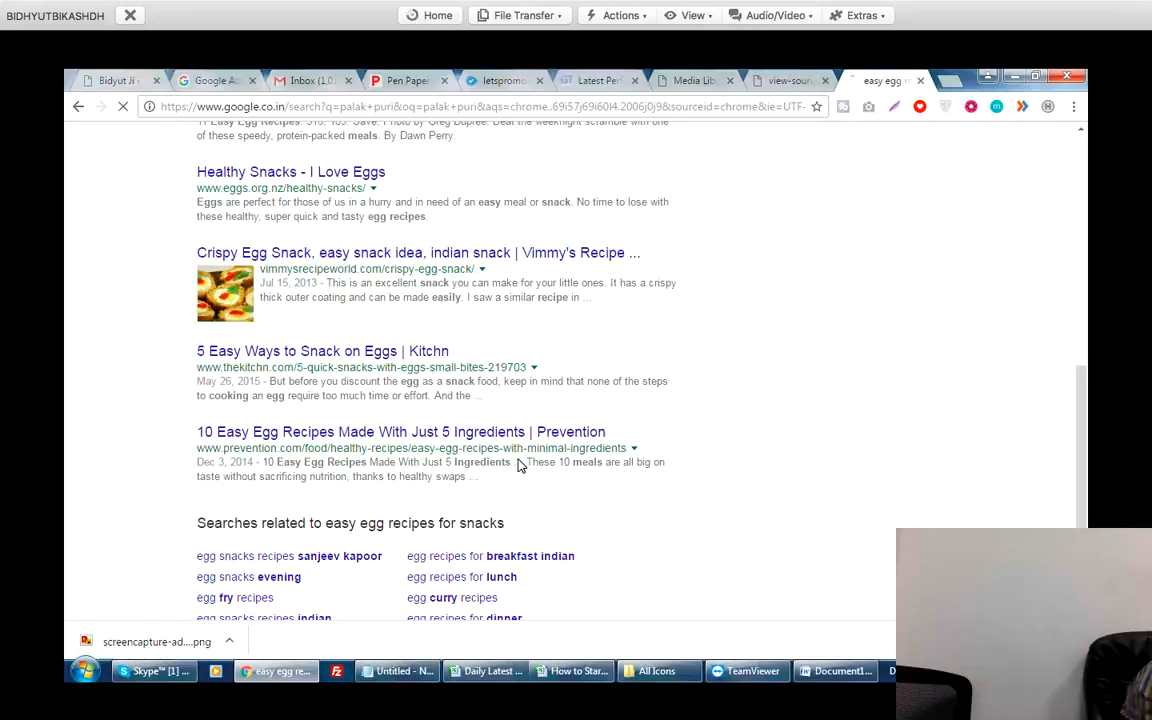 BIDHYUTBIKASHDH
Home File Transfer Actions View Audio/Video Extras
Bidyut Ji Google Ad Inbox (1,0 Pen Paper letspromo Latest Per Media Lib view-sour easy egr
https://www.google.co.in/search?q=palak+puri&oq=palak+puri&aqs=chrome..69i57j69i60l4.2006j0j9&sourceid=chrome&ie=UTF-
of these speedy, protein-packed meals. By Dawn Perry.
Healthy Snacks - I Love Eggs
www.eggs.org.nz/healthy-snacks/
Eggs are perfect for those of us in a hurry and in need of an easy meal or snack. No time to lose with
these healthy, super quick and tasty egg recipes.
Crispy Egg Snack, easy snack idea, indian snack | Vimmy's Recipe ...
vimmysrecipeworld.com/crispy-egg-snack/
Jul 15, 2013 - This is an excellent snack you can make for your little ones. It has a crispy
thick outer coating and can be made easily. I saw a similar recipe in ...
5 Easy Ways to Snack on Eggs | Kitchn
www.thekitchn.com/5-quick-snacks-with-eggs-small-bites-219703
May 26, 2015 - But before you discount the egg as a snack food, keep in mind that none of the steps
to cooking an egg require too much time or effort. And the ...
10 Easy Egg Recipes Made With Just 5 Ingredients | Prevention
www.prevention.com/food/healthy-recipes/easy-egg-recipes-with-minimal-ingredients
Dec 3, 2014 - 10 Easy Egg Recipes Made With Just 5 Ingredients ... These 10 meals are all big on
taste without sacrificing nutrition, thanks to healthy swaps ...
Searches related to easy egg recipes for snacks
egg snacks recipes sanjeev kapoor egg recipes for breakfast indian
egg snacks evening egg recipes for lunch
egg fry recipes egg curry recipes
egg snacks recipes indian egg recipes for dinner
screencapture-ad....png
Skype™ [1] ... easy egg re... Untitled - N... Daily Latest ... How to Star... All Icons TeamViewer Document1... D